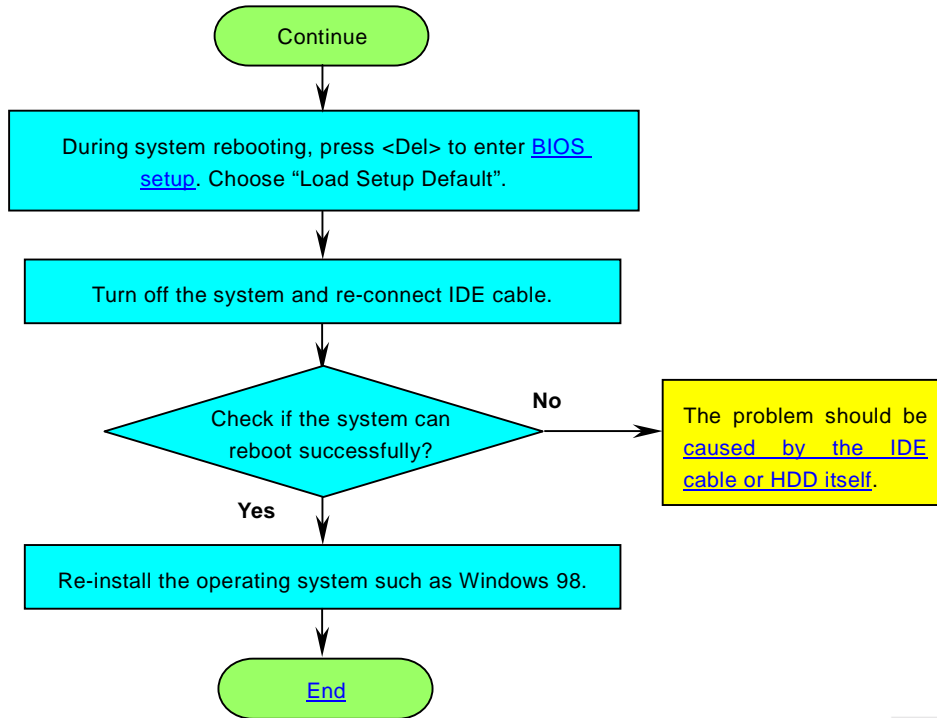 Continue
During system rebooting, press <Del> to enter BIOS
setup. Choose “Load Setup Default”.
Turn off the system and re-connect IDE cable.
Check if the system can
reboot successfully?
No
The problem should be
caused by the IDE
cable or HDD itself.
Yes
Re-install the operating system such as Windows 98.
End